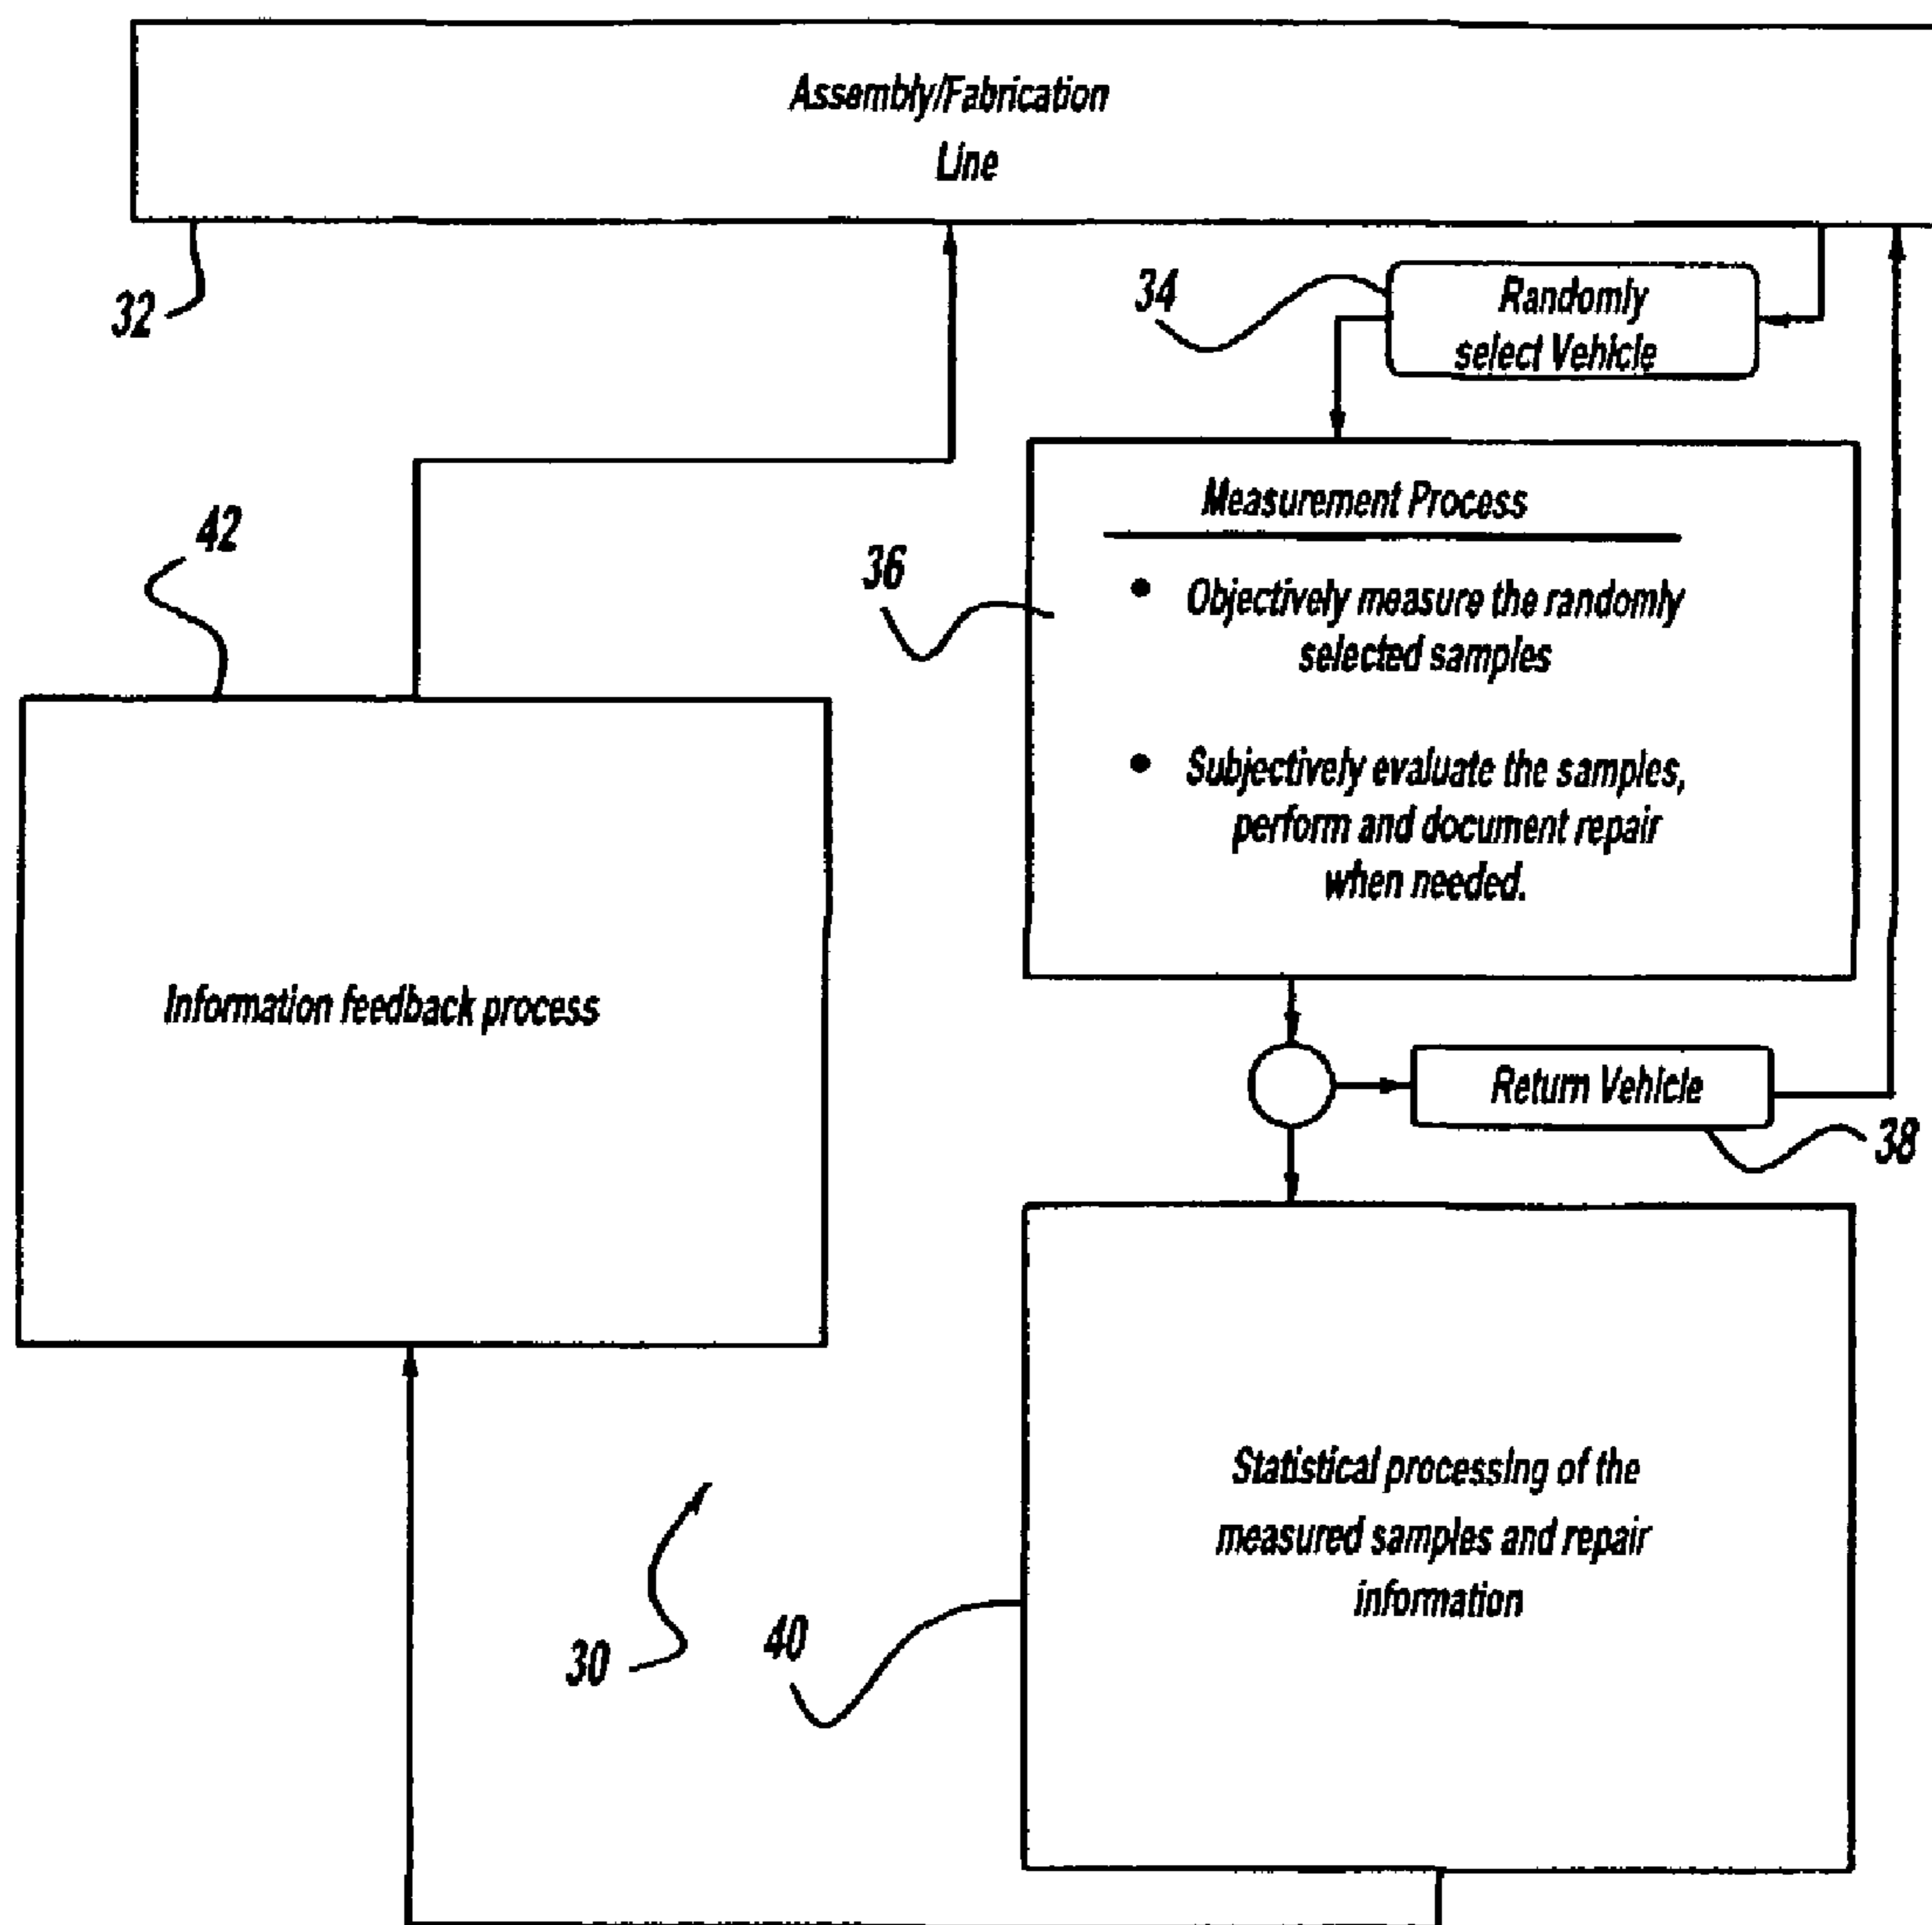 Assembly/Fabrication
Line
32
34
Randomly
select Vehicle
Measurement Process
42
36
• Objectively measure the randomly
selected samples
• Subjectively evaluate the samples,
perform and document repair
when needed.
Information feedback process
Return Vehicle
38
Statistical processing of the
measured samples and repair
information
30
40